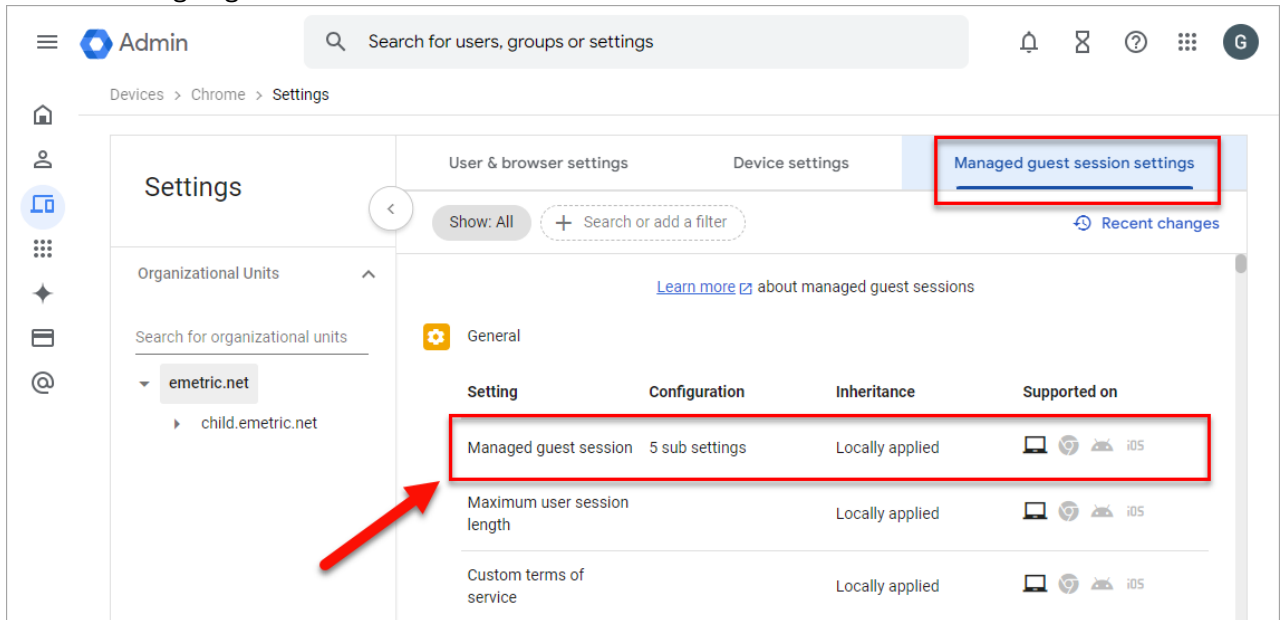 Admin
Search for users, groups or settings
G
Devices > Chrome > Settings
Settings
User & browser settings
Device settings
Managed guest session settings
Show: All
+ Search or add a filter
Recent changes
Organizational Units
Search for organizational units
emetric.net
child.emetric.net
Learn more about managed guest sessions
General
Setting Configuration Inheritance Supported on
Managed guest session 5 sub settings Locally applied iOS
Maximum user session
length
Locally applied iOS
Custom terms of
service
Locally applied iOS